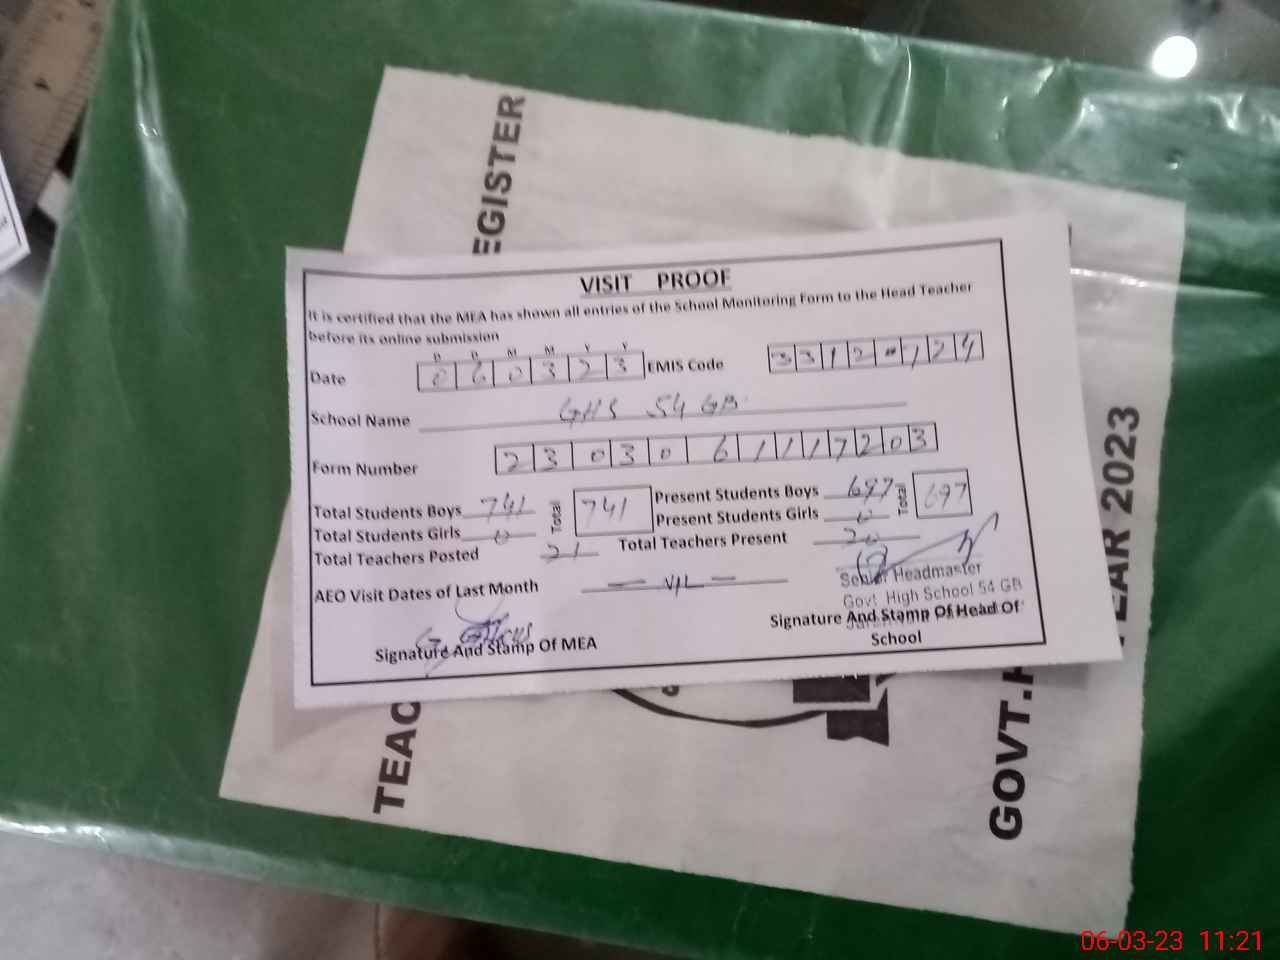 EGISTER
VISIT PROOF
It is certified that the MEA has shown all entries of the School Monitoring Form to the Head Teacher
before its online submission
D D M M Y Y
Date 0 6 0 3 2 3 EMIS Code 3 3 1 2 0 1 2 4
School Name GHS 54 GB
Form Number 2 3 0 3 0 6 1 1 1 7 2 0 3
Total Students Boys 741 Total 741 Present Students Boys 697 Total 697
Total Students Girls 0 Present Students Girls 0
Total Teachers Posted 21 Total Teachers Present 20
AEO Visit Dates of Last Month — NIL —
Senior Headmaster
Govt High School 54 GB
Signature And Stamp Of MEA
Signature And Stamp Of Head Of
School
TEAC
GOVT.H
EAR 2023
06-03-23 11:21